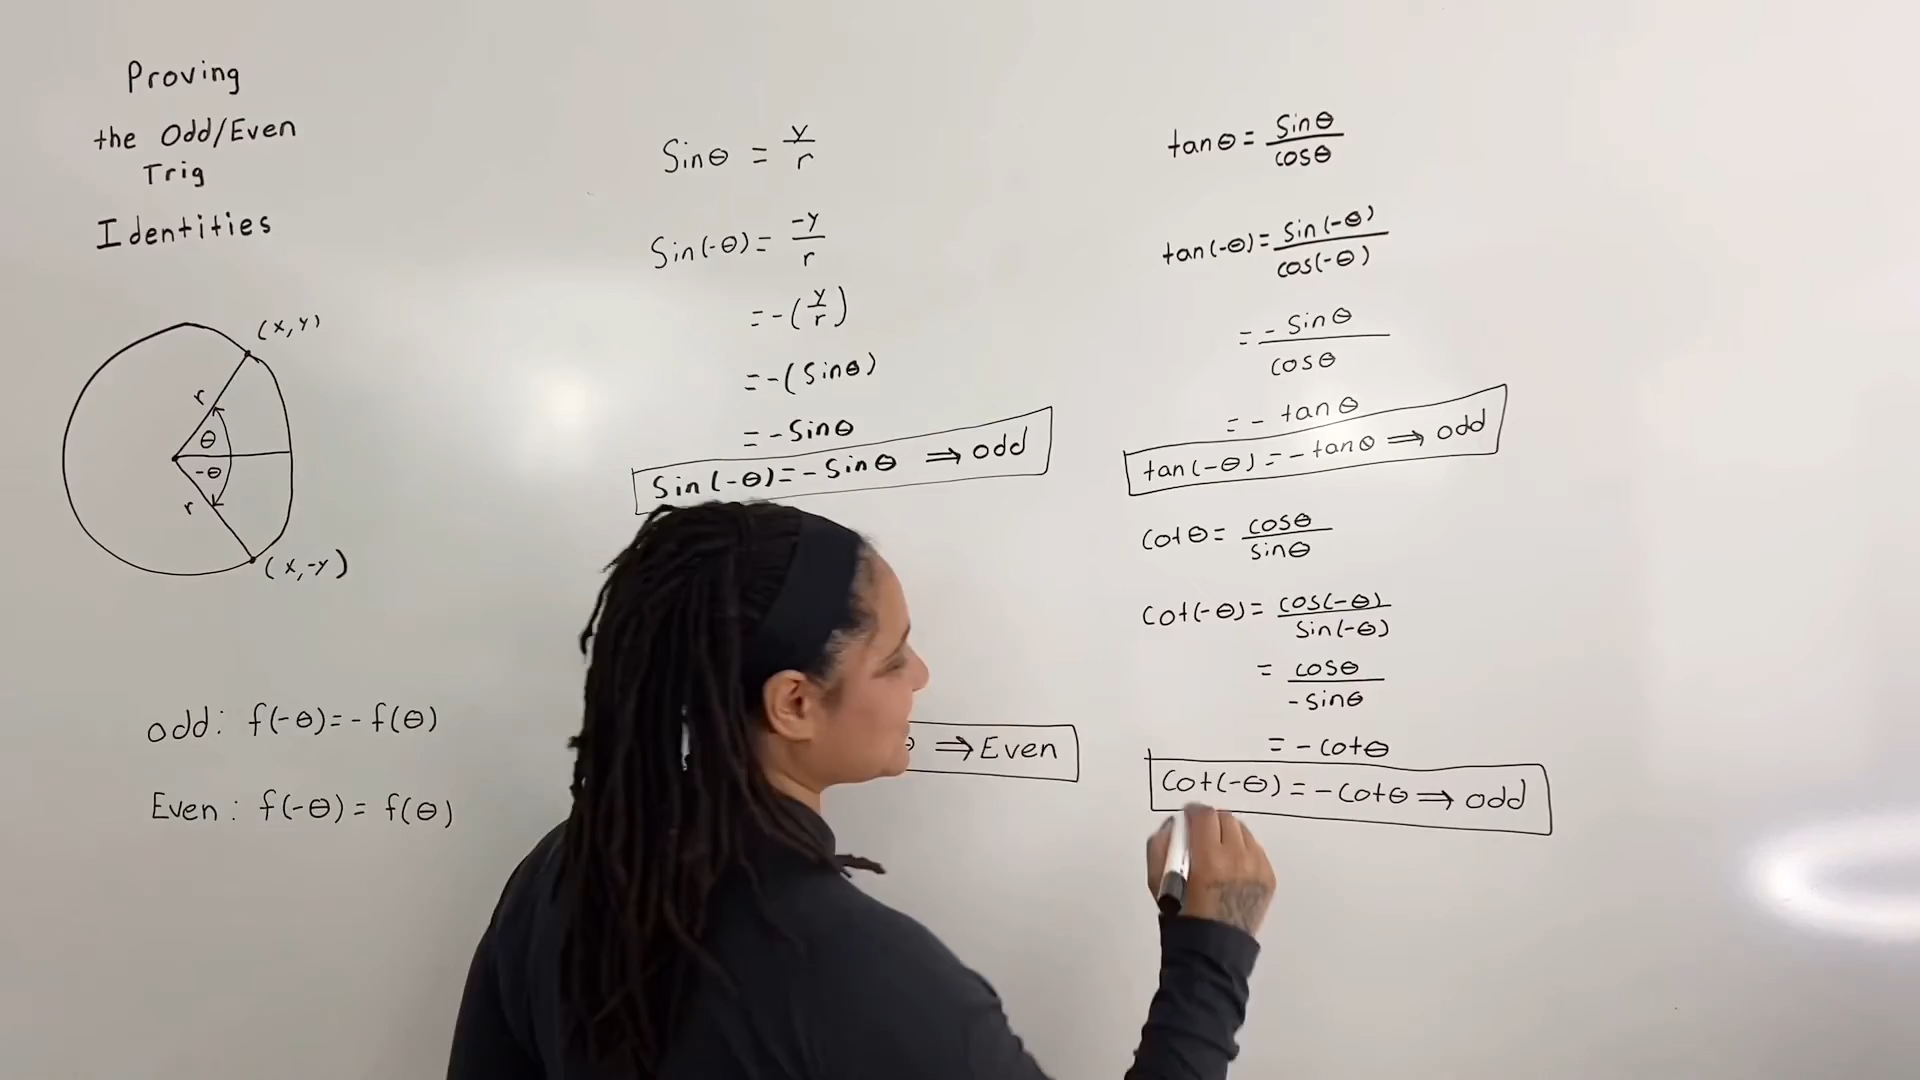 Proving
the Odd/Even
Trig
Identities
(x,y)
r
θ
-θ
r
(x,-y)
odd: f(-θ)=-f(θ)
Even: f(-θ)= f(θ)
Sinθ = y/r
Sin(-θ)= -y/r
=-(y/r)
=-(Sinθ)
=-Sinθ
Sin(-θ)=-Sinθ ⇒ odd
⇒ Even
tanθ= Sinθ/cosθ
tan(-θ)= Sin(-θ)/cos(-θ)
= -Sinθ/cosθ
= - tanθ
tan(-θ)=-tanθ ⇒ odd
Cotθ= cosθ/sinθ
Cot(-θ)= cos(-θ)/Sin(-θ)
= cosθ/-sinθ
= -cotθ
Cot(-θ)=-Cotθ ⇒ odd